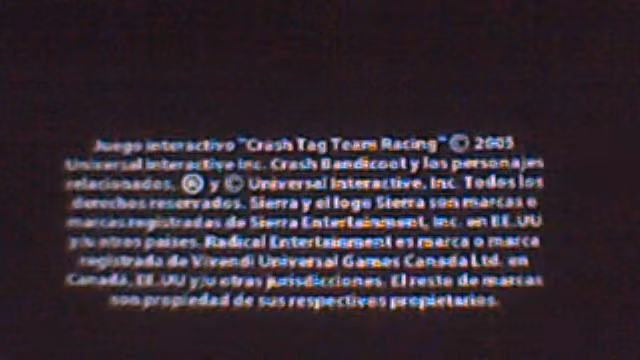 Juego interactivo "Crash Tag Team Racing" © 2005
Universal Interactive Inc. Crash Bandicoot y los personajes
relacionados. ® y © Universal Interactive, Inc. Todos los
derechos reservados. Sierra y el logo Sierra son marcas o
marcas registradas de Sierra Entertainment, Inc. en EE.UU
y/u otros países. Radical Entertainment es marca o marca
registrada de Vivendi Universal Games Canada Ltd. en
Canadá, EE.UU y/u otras jurisdicciones. El resto de marcas
son propiedad de sus respectivos propietarios.